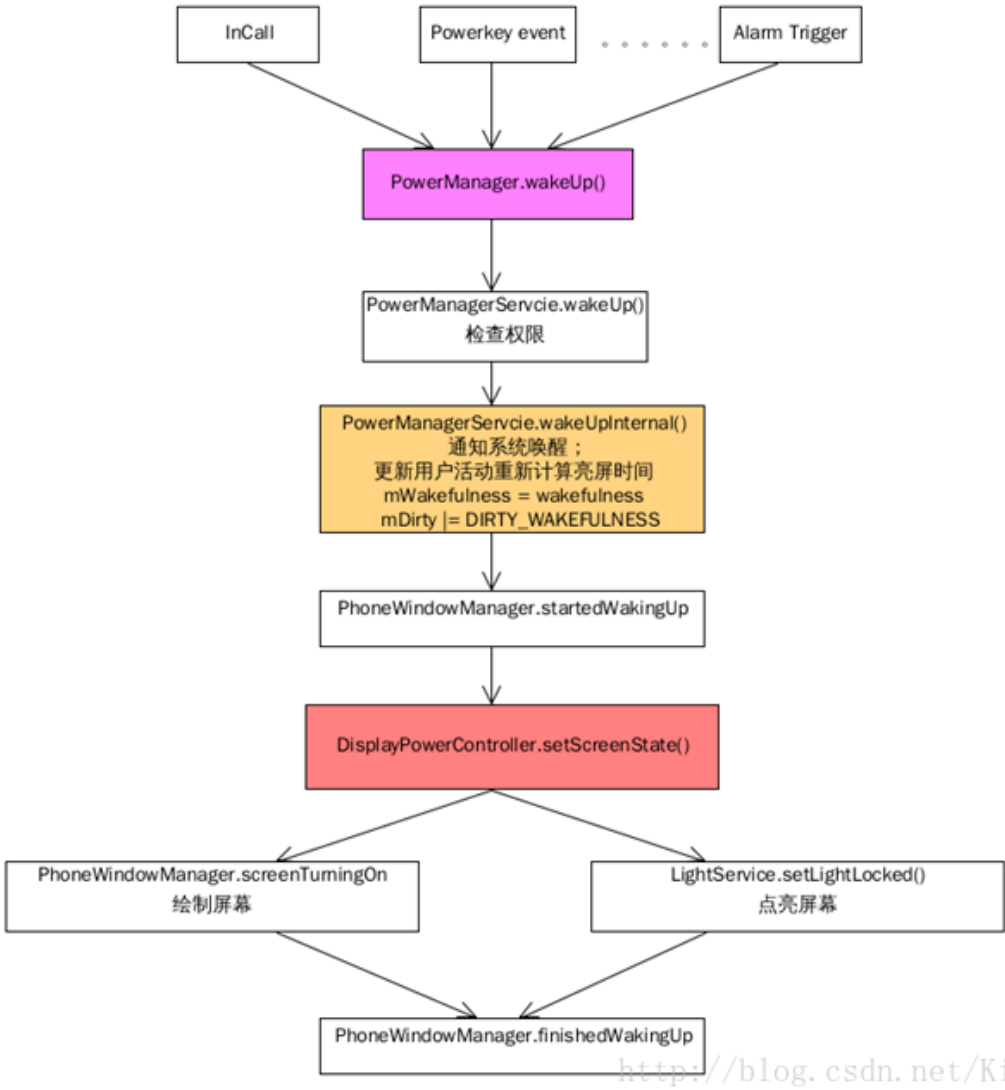 InCall
Powerkey event
Alarm Trigger
PowerManager.wakeUp()
PowerManagerServcie.wakeUp()
检查权限
PowerManagerServcie.wakeUpInternal()
通知系统唤醒；
更新用户活动重新计算亮屏时间
mWakefulness = wakefulness
mDirty |= DIRTY_WAKEFULNESS
PhoneWindowManager.startedWakingUp
DisplayPowerController.setScreenState()
PhoneWindowManager.screenTurningOn
绘制屏幕
LightService.setLightLocked()
点亮屏幕
PhoneWindowManager.finishedWakingUp
http://blog.csdn.net/Ki